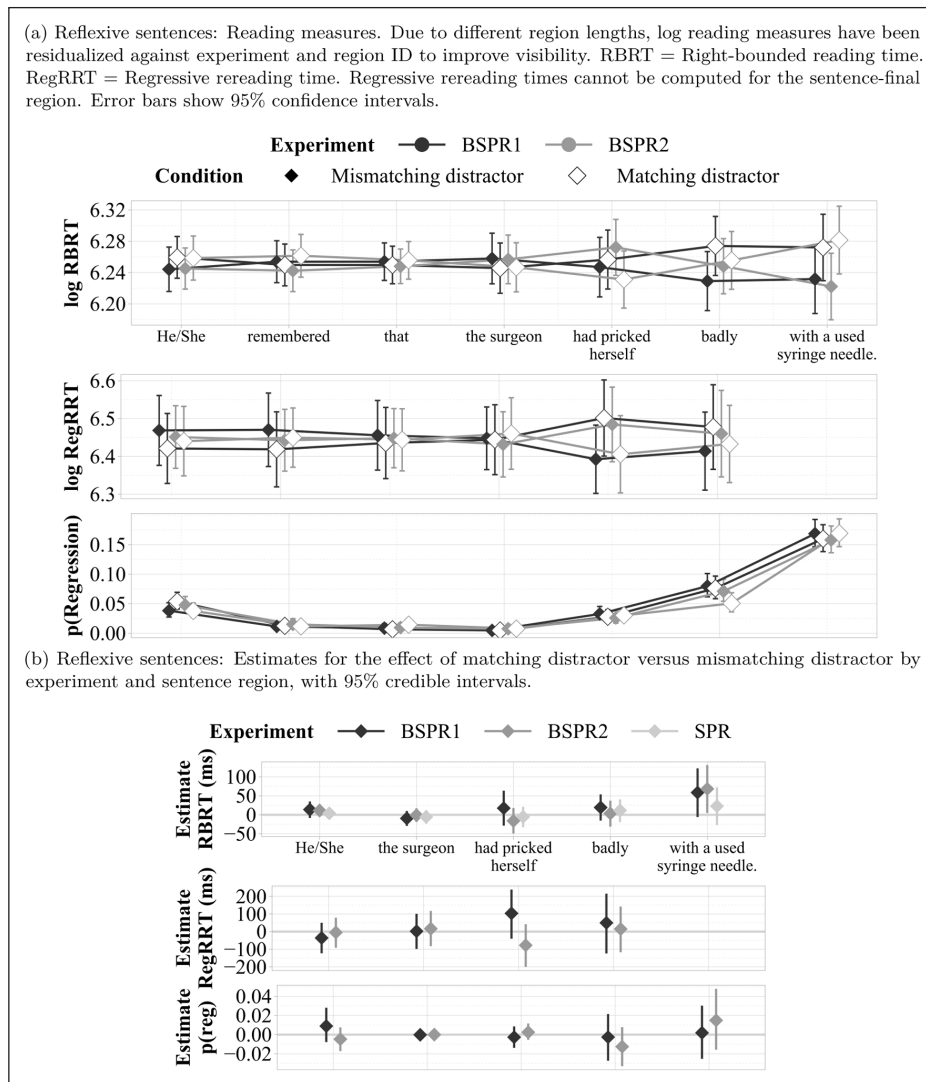 (a) Reflexive sentences: Reading measures. Due to different region lengths, log reading measures have been
residualized against experiment and region ID to improve visibility. RBRT = Right-bounded reading time.
RegRRT = Regressive rereading time. Regressive rereading times cannot be computed for the sentence-final
region. Error bars show 95% confidence intervals.
Experiment BSPR1 BSPR2
Condition Mismatching distractor Matching distractor
log RBRT
6.32
6.28
6.24
6.20
He/She remembered that the surgeon had pricked badly with a used
herself syringe needle.
log RegRRT
6.6
6.5
6.4
6.3
p(Regression)
0.15
0.10
0.05
0.00
(b) Reflexive sentences: Estimates for the effect of matching distractor versus mismatching distractor by
experiment and sentence region, with 95% credible intervals.
Experiment BSPR1 BSPR2 SPR
Estimate
RBRT (ms)
100
50
0
−50
He/She the surgeon had pricked badly with a used
herself syringe needle.
Estimate
RegRRT (ms)
200
100
0
−100
−200
Estimate
p(reg)
0.04
0.02
0.00
−0.02